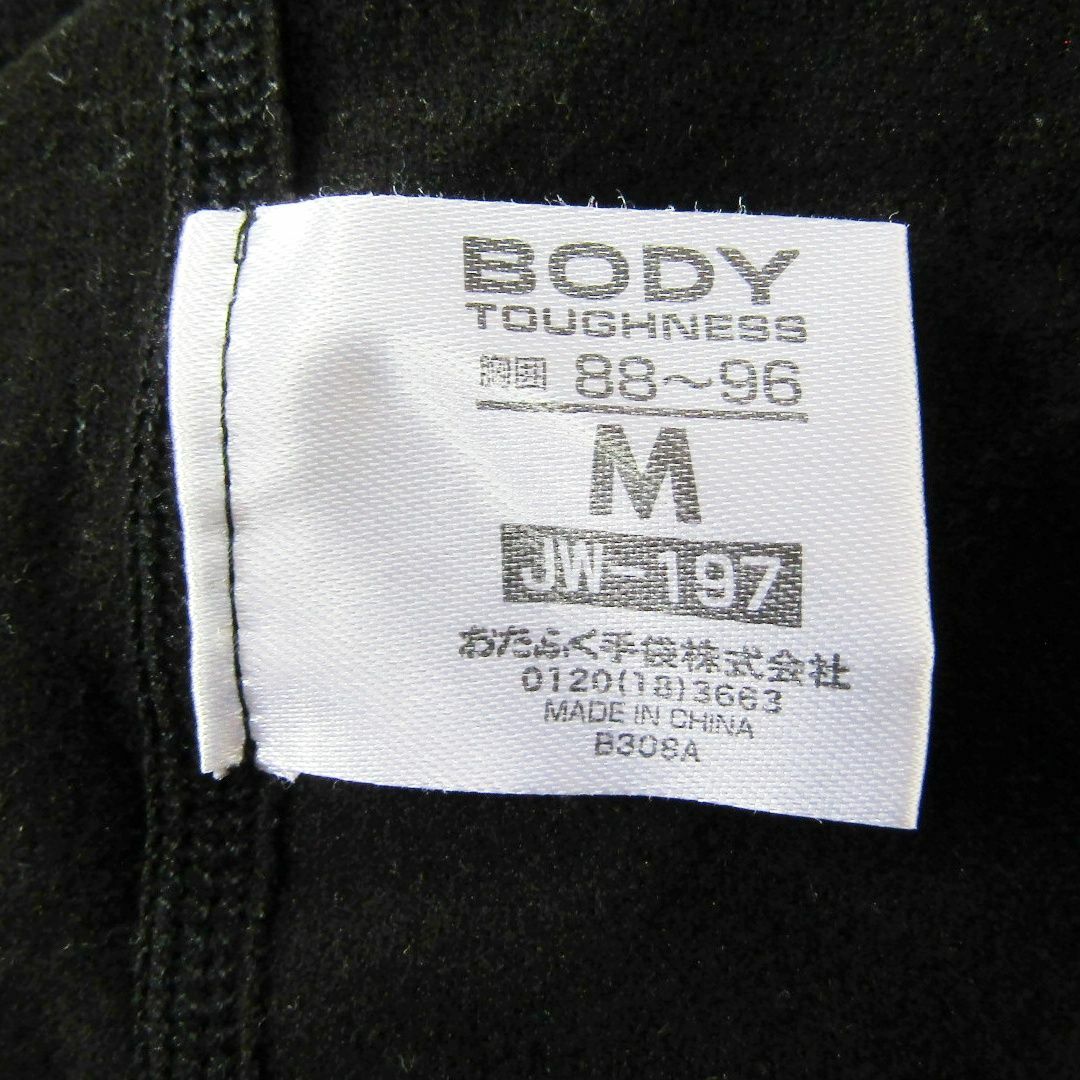 BODY
TOUGHNESS
胸囲 88~96
M
JW-197
おたふく手袋株式会社
0120(18)3663
MADE IN CHINA
B308A